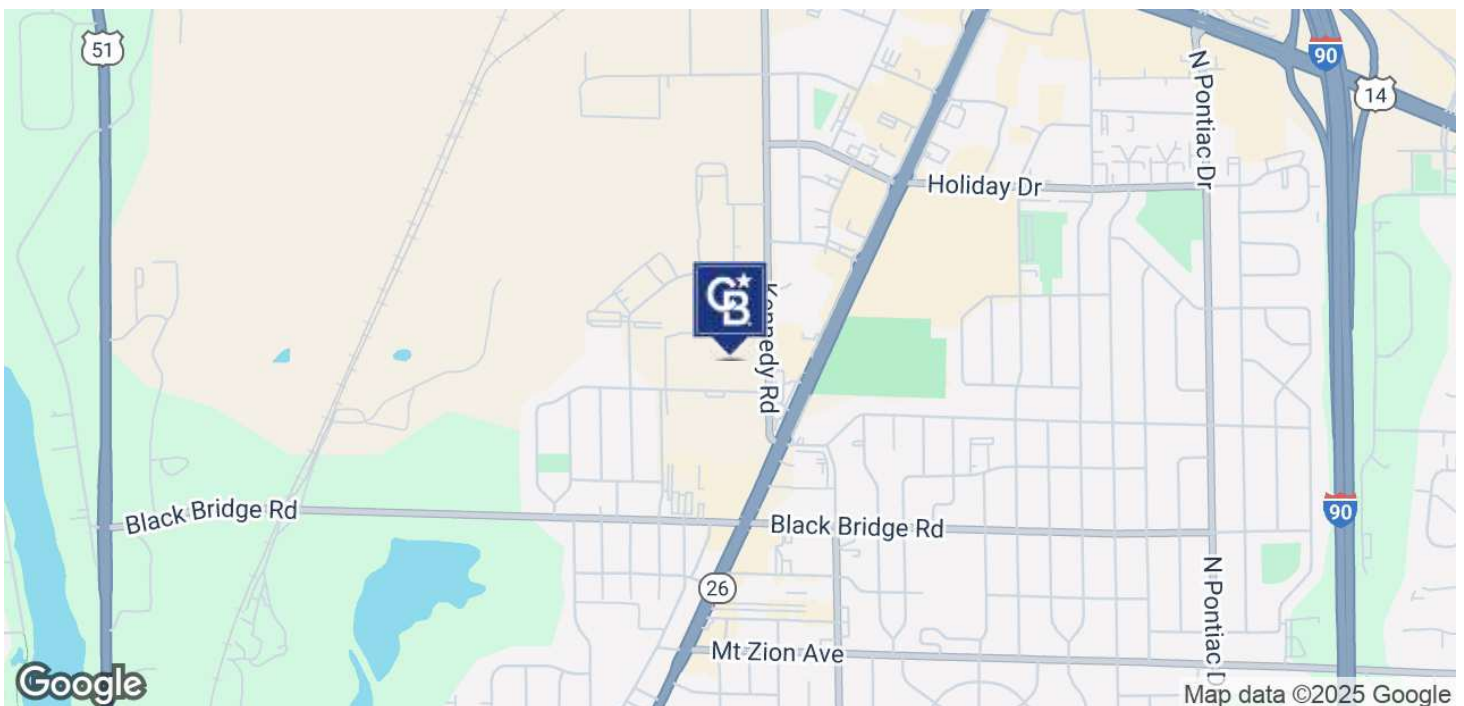 51
90
14
N Pontiac Dr
Holiday Dr
CB
Kennedy Rd
Black Bridge Rd
Black Bridge Rd
90
26
N Pontiac D
Mt Zion Ave
Google
Map data ©2025 Google